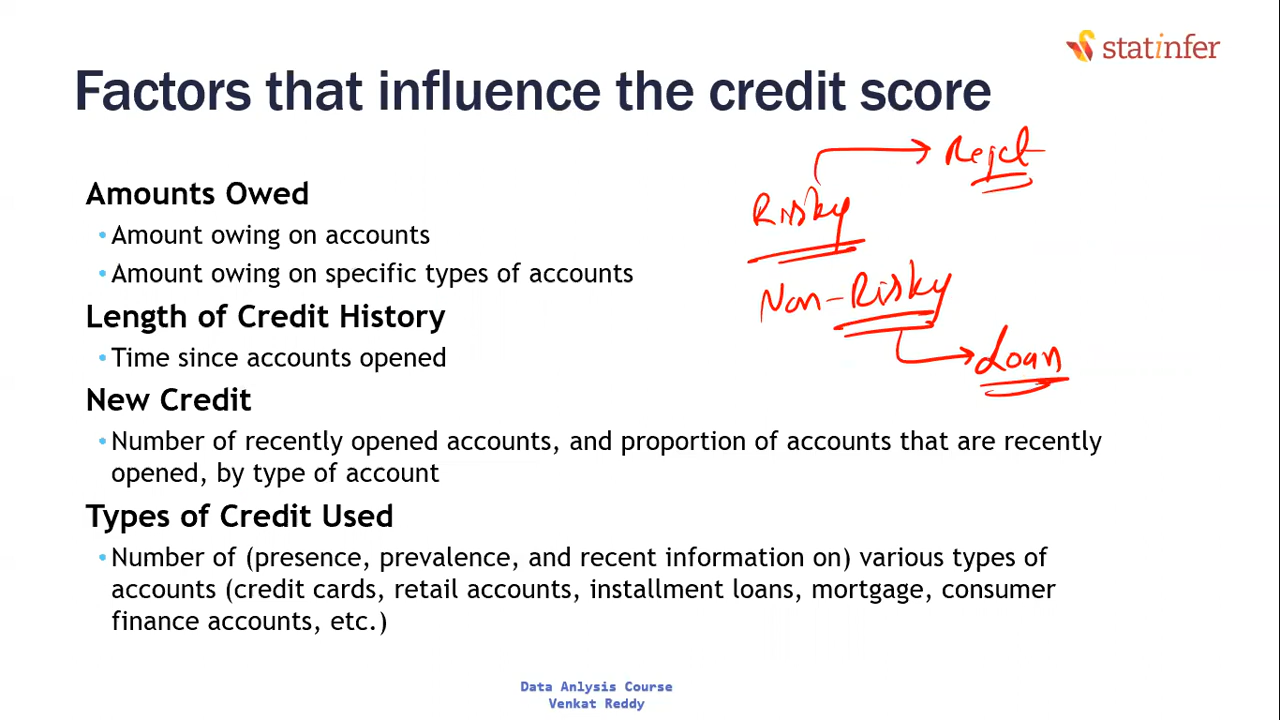 statinfer
Factors that influence the credit score
Reject
Amounts Owed
Risky
• Amount owing on accounts
• Amount owing on specific types of accounts
Non-Risky
Length of Credit History
• Time since accounts opened
Loan
New Credit
• Number of recently opened accounts, and proportion of accounts that are recently
opened, by type of account
Types of Credit Used
• Number of (presence, prevalence, and recent information on) various types of
accounts (credit cards, retail accounts, installment loans, mortgage, consumer
finance accounts, etc.)
Data Anlysis Course
Venkat Reddy